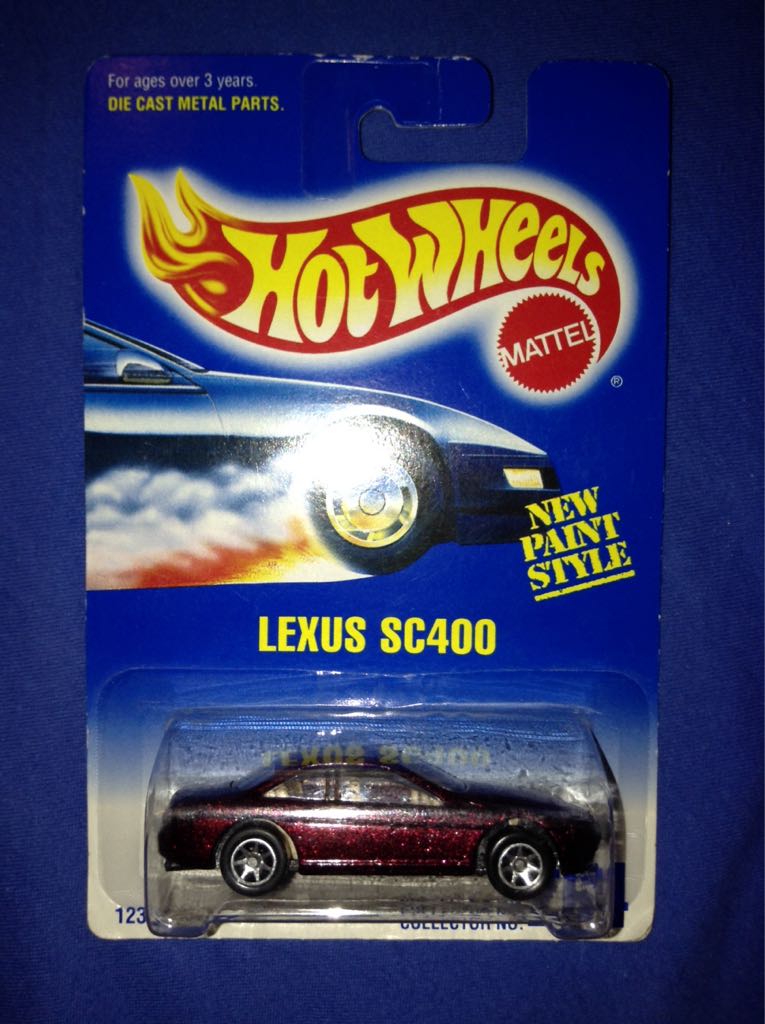 For ages over 3 years.
DIE CAST METAL PARTS.
HOT WHEELS
MATTEL
®
NEW
PAINT
STYLE
LEXUS SC400
LEXUS SC400
123
COLLECTOR NO.